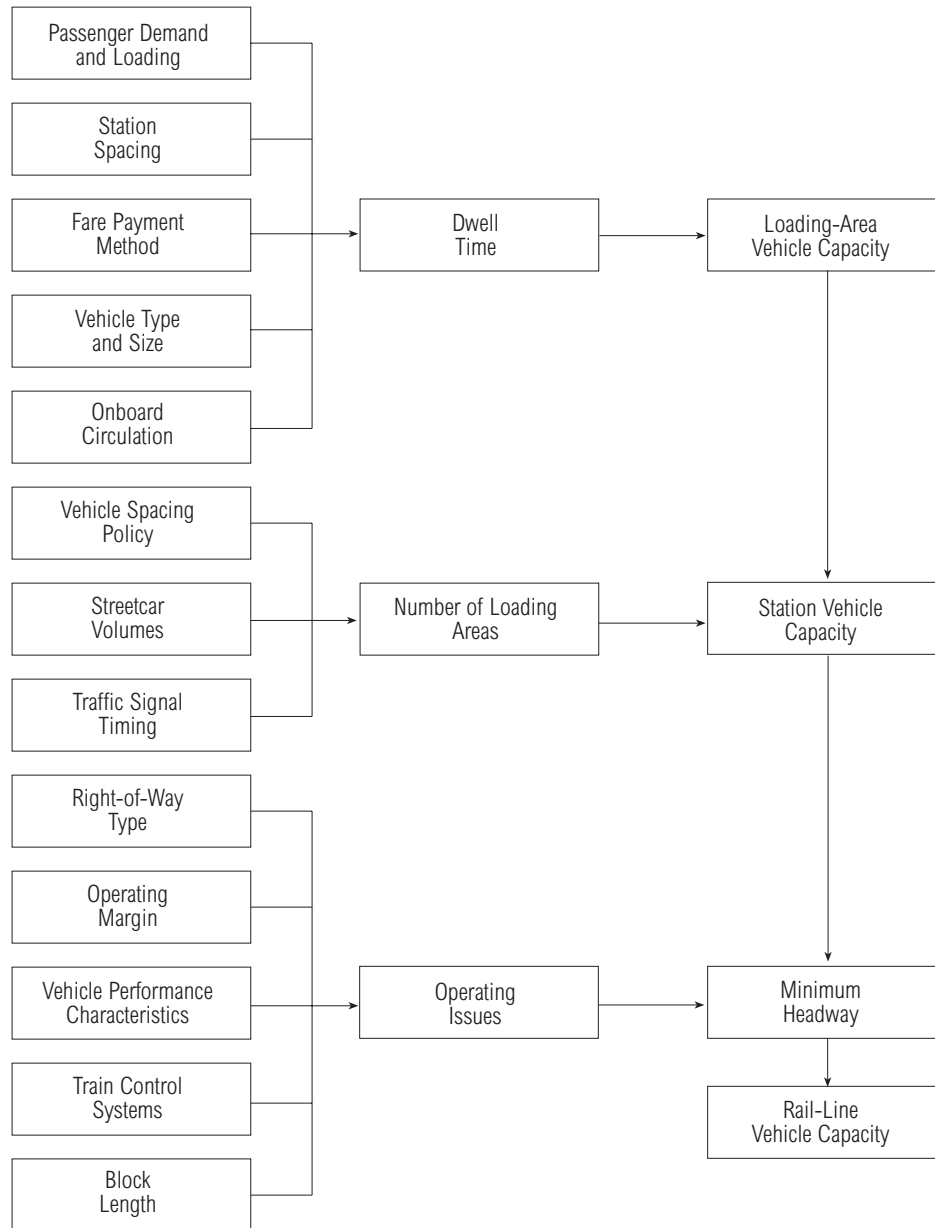 Passenger Demand
and Loading
Station
Spacing
Fare Payment
Method
Dwell
Time
Loading-Area
Vehicle Capacity
Vehicle Type
and Size
Onboard
Circulation
Vehicle Spacing
Policy
Streetcar
Volumes
Number of Loading
Areas
Station Vehicle
Capacity
Traffic Signal
Timing
Right-of-Way
Type
Operating
Margin
Vehicle Performance
Characteristics
Operating
Issues
Minimum
Headway
Train Control
Systems
Rail-Line
Vehicle Capacity
Block
Length